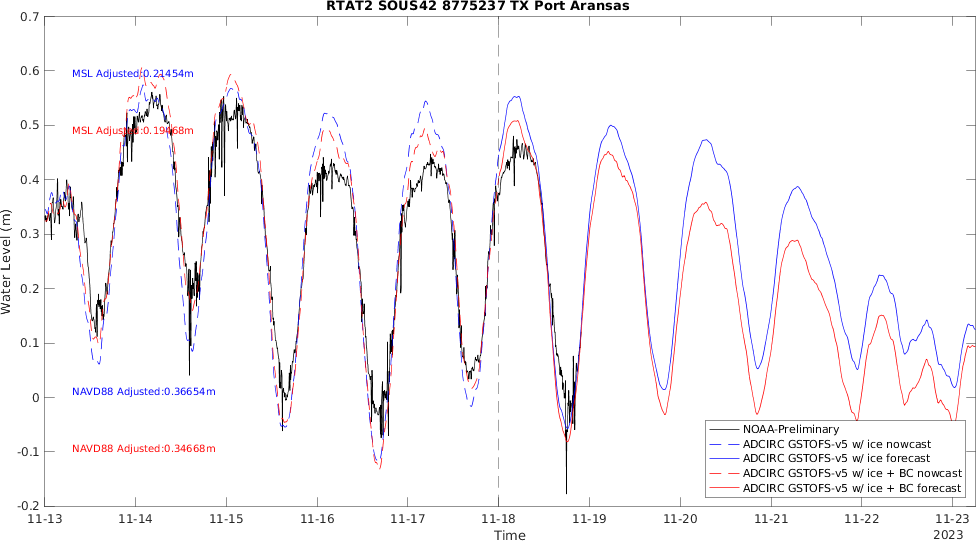 RTAT2 SOUS42 8775237 TX Port Aransas
0.7
0.6
0.5
0.4
0.3
0.2
0.1
0
-0.1
-0.2
Water Level (m)
MSL Adjusted:0.21454m
MSL Adjusted:0.19468m
NAVD88 Adjusted:0.36654m
NAVD88 Adjusted:0.34668m
NOAA-Preliminary
ADCIRC GSTOFS-v5 w/ ice nowcast
ADCIRC GSTOFS-v5 w/ ice forecast
ADCIRC GSTOFS-v5 w/ ice + BC nowcast
ADCIRC GSTOFS-v5 w/ ice + BC forecast
11-13 11-14 11-15 11-16 11-17 11-18 11-19 11-20 11-21 11-22 11-23
Time
2023